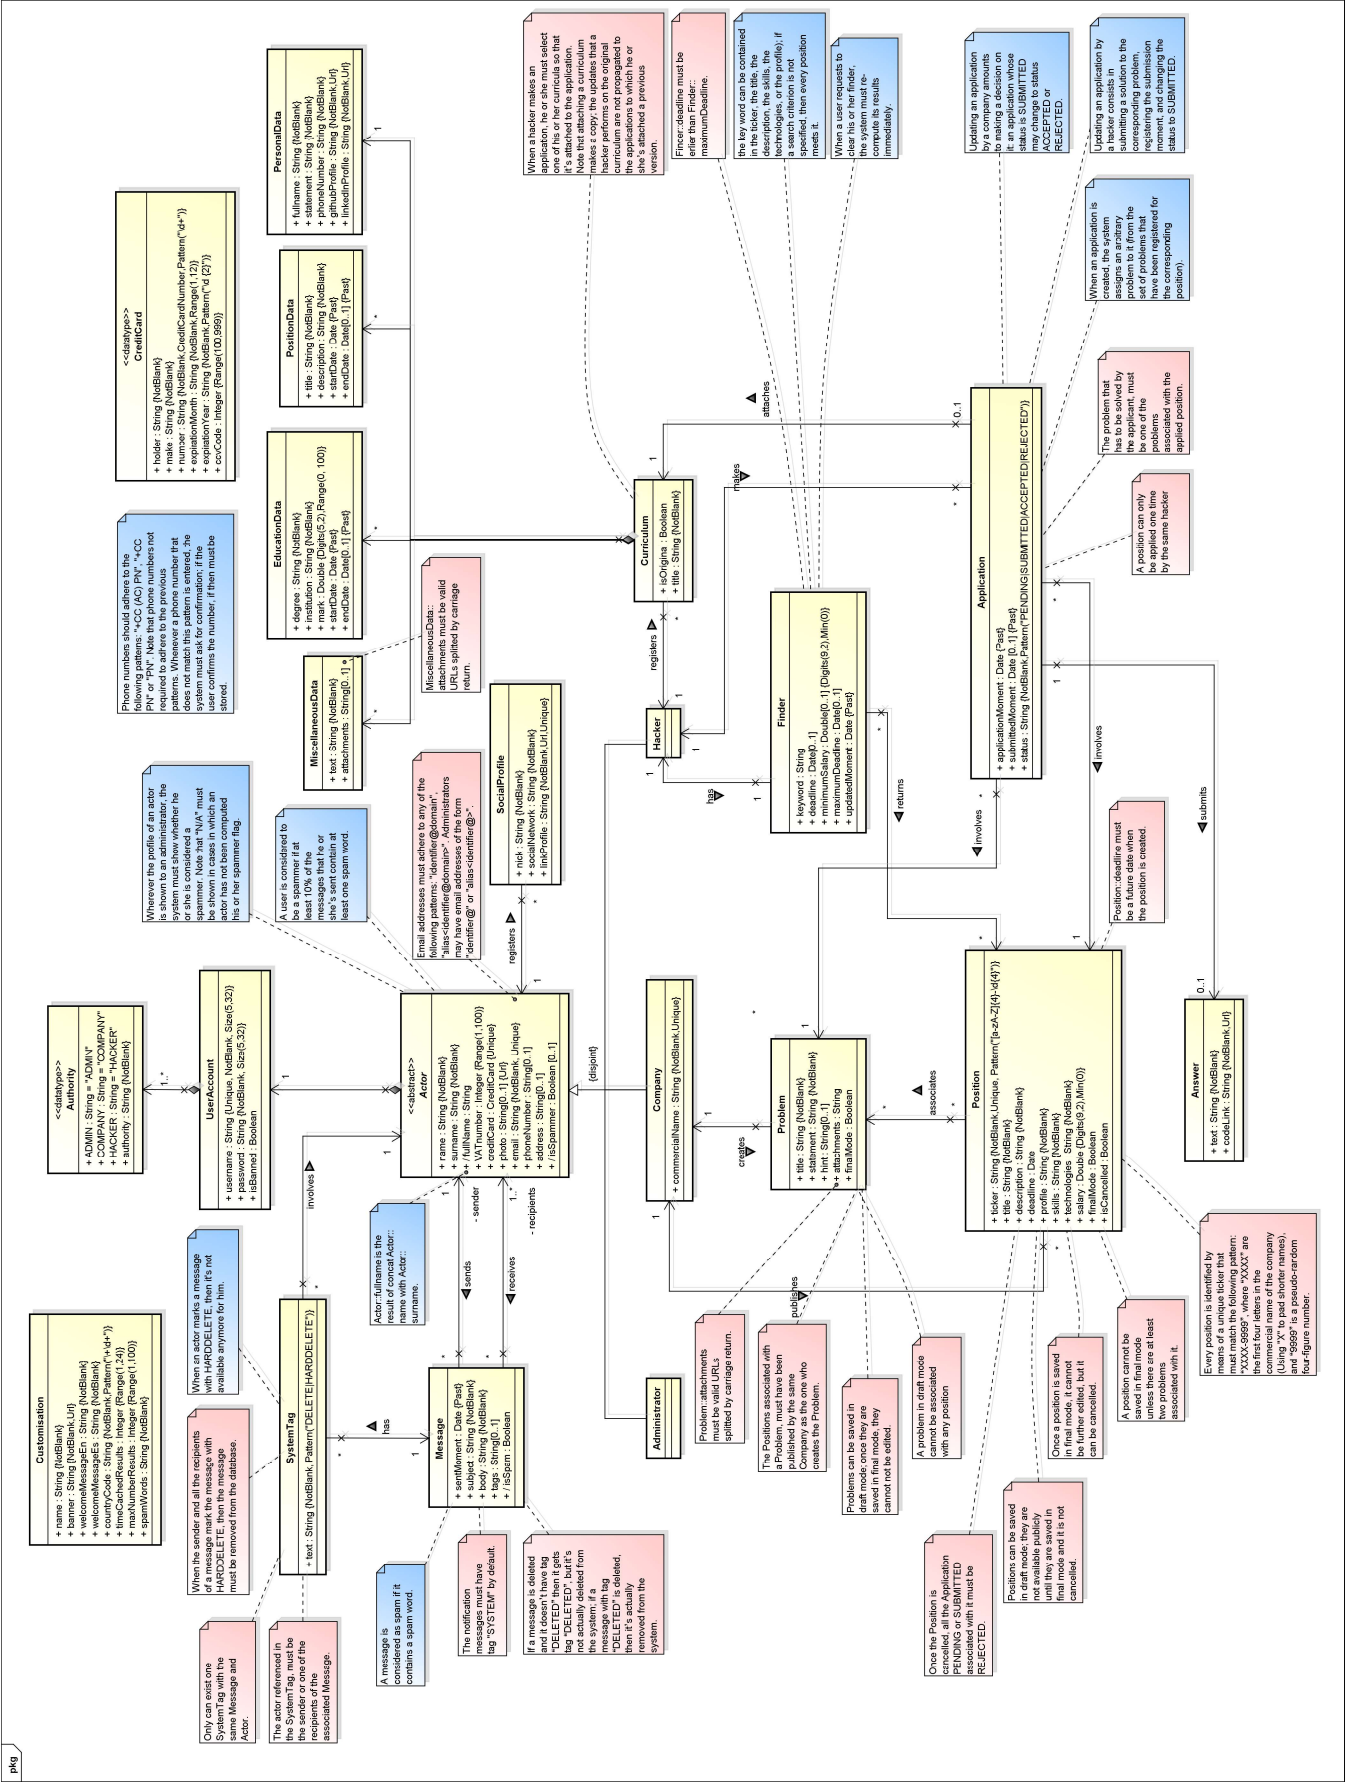 pkg
Customisation
+ name : String {NotBlank}
+ banner : String {NotBlank,Url}
+ welcomeMessageEn : String {NotBlank}
+ welcomeMessageEs : String {NotBlank}
+ countryCode : String {NotBlank,Pattern("\+\d+")}
+ timeCachedResults : Integer {Range(1,24)}
+ maxNumberResults : Integer {Range(1,100)}
+ spamWords : String {NotBlank}
<<datatype>>
Authority
+ ADMIN : String = "ADMIN"
+ COMPANY : String = "COMPANY"
+ HACKER : String = "HACKER"
+ authority : String {NotBlank}
1..*
Phone numbers should adhere to the
following patterns: "+CC (AC) PN", "+CC
PN" or "PN". Note that phone numbers not
required to adhere to the previous
patterns. Whenever a phone number that
does not match this pattern is entered, the
system must ask for confirmation; if the
user confirms the number, if then must be
stored.
<<datatype>>
CreditCard
+ holder : String {NotBlank}
+ make : String {NotBlank}
+ number : String {NotBlank,CreditCardNumber,Pattern("\d+")}
+ expirationMonth : String {NotBlank,Range(1,12)}
+ expirationYear : String {NotBlank,Pattern("\d {2}")}
+ ccvCode : Integer {Range(100,999)}
Only can exist one
SystemTag with the
same Message and
Actor.
When the sender and all the recipients
of a message mark the message with
HARDDELETE, then the message
must be removed from the database.
When an actor marks a message
with HARDDELETE, then it's not
available anymore for him.
UserAccount
+ username : String {Unique, NotBlank, Size(5,32)}
+ password : String {NotBlank, Size(5,32)}
+ isBanned : Boolean
1
Wherever the profile of an actor
is shown to an administrator, the
system must show whether he
or she is considered a
spammer. Note that "N/A" must
be shown in cases in which an
actor has not been computed
his or her spammer flag.
The actor referenced in
the SystemTag, must be
the sender or one of the
recipients of the
associated Message.
SystemTag
+ text : String {NotBlank, Pattern("DELETE|HARDDELETE")}
involves
*
1
A user is considered to
be a spammer if at
least 10% of the
messages that he or
she's sent contain at
least one spam word.
MiscellaneousData
+ text : String {NotBlank}
+ attachments : String[0..1]
*
EducationData
+ degree : String {NotBlank}
+ institution : String {NotBlank}
+ mark : Double {Digits(5,2),Range(0, 100)}
+ startDate : Date {Past}
+ endDate : Date[0..1] {Past}
*
PositionData
+ title : String {NotBlank}
+ description : String {NotBlank}
+ startDate : Date {Past}
+ endDate : Date[0..1] {Past}
*
PersonalData
+ fullname : String {NotBlank}
+ statement : String {NotBlank}
+ phoneNumber : String {NotBlank}
+ githubProfile : String {NotBlank,Url}
+ linkedInProfile : String {NotBlank,Url}
1
*
has
1
Actor::fullname is the
result of concat Actor::
name with Actor::
surname.
<<abstract>>
Actor
+ name : String {NotBlank}
+ surname : String {NotBlank}
+ / fullName : String
+ VATnumber : Integer {Range(1,100)}
+ creditCard : CreditCard {Unique}
+ photo : String[0..1] {Url}
+ email : String {NotBlank, Unique}
+ phoneNumber : String[0..1]
+ address : String[0..1]
+ / isSpammer : Boolean [0..1]
Email addresses must adhere to any of the
following patterns: "identifier@domain",
"alias<identifier@domain>". Administrators
may have email addresses of the form
"identifier@" or "alias<identifier@>".
MiscellaneousData::
attachments must be valid
URLs splitted by carriage
return.
A message is
considered as spam if it
contains a spam word.
Message
+ sentMoment : Date {Past}
+ subject : String {NotBlank}
+ body : String {NotBlank}
+ tags : String[0..1]
+ / isSpam : Boolean
*
sends
1
- sender
*
receives
1..*
- recipients
The notification
messages must have
tag "SYSTEM" by default.
If a message is deleted
and it doesn't have tag
"DELETED" then it gets
tag "DELETED", but it's
not actually deleted from
the system; if a
message with tag
"DELETED" is deleted,
then it's actually
removed from the
system.
1
registers
*
SocialProfile
+ nick : String {NotBlank}
+ socialNetwork : String {NotBlank}
+ linkProfile : String {NotBlank,Url,Unique}
{disjoint}
When a hacker makes an
application, he or she must select
one of his or her curricula so that
it's attached to the application.
Note that attaching a curriculum
makes a copy; the updates that a
hacker performs on the original
curriculum are not propagated to
the applications to which he or
she's attached a previous
version.
Administrator
Company
+ commercialName : String {NotBlank,Unique}
1
1
Hacker
1
registers
*
Curriculum
+ isOriginal : Boolean
+ title : String {NotBlank}
1
1
1
Fincer::deadline must be
erlier than Finder::
maximumDeadline.
Problem::attachments
must be valid URLs
splitted by carriage return.
has
makes
attaches
creates
*
the key word can be contained
in the ticker, the title, the
description, the skills, the
technologies, or the profile); if
a search criterion is not
specified, then every position
meets it.
The Positions associated with
a Problem, must have been
published by the same
Company as the one who
creates the Problem.
publishes
1
Problem
+ title : String {NotBlank}
+ statement : String {NotBlank}
+ hint : String[0..1]
+ attachments : String
+ finalMode : Boolean
1
Finder
+ keyword : String
+ deadline : Date[0..1]
+ minimumSalary : Double[0..1] {Digits(9,2),Min(0)}
+ maximumDeadline : Date[0..1]
+ updatedMoment : Date {Past}
When a user requests to
clear his or her finder,
the system must re-
compute its results
immediately.
Problems can be saved in
draft mode; once they are
saved in final mode, they
cannot not be edited.
*
*
returns
A problem in draft mode
cannot be associated
with any position
associates
*
Once the Position is
cancelled, all the Application
PENDING or SUBMITTED
associated with it must be
REJECTED.
Position
+ ticker : String {NotBlank,Unique, Pattern("[a-zA-Z]{4}-\d{4}")}
+ title : String {NotBlank}
+ description : String {NotBlank}
+ deadline : Date
+ profile : String {NotBlank}
+ skills : String {NotBlank}
+ technologies : String {NotBlank}
+ salary : Double {Digits(9,2),Min(0)}
+ finalMode : Boolean
+ isCancelled : Boolean
*
*
1
involves
*
*
0..1
Application
+ applicationMoment : Date {Past}
+ submittedMoment : Date [0..1] {Past}
+ status : String {NotBlank,Pattern("PENDING|SUBMITTED|ACCEPTED|REJECTED")}
Updating an application
by a company amounts
to making a decision on
it: an application whose
status is SUBMITTED
may change to status
ACCEPTED or
REJECTED.
Positions can be saved
in draft mode; they are
not available publicly
until they are saved in
final mode and it is not
cancelled.
Once a position is saved
in final mode, it cannot
be further edited, but it
can be cancelled.
*
1
involves
Updating an application by
a hacker consists in
submitting a solution to the
corresponding problem,
registering the submission
moment, and changing the
status to SUBMITTED.
When an application is
created, the system
assigns an arbitrary
problem to it (from the
set of problems that
have been registered for
the corresponding
position).
A position cannot be
saved in final mode
unless there are at least
two problems
associated with it.
Position::deadline must
be a future date when
the position is created.
The problem that
has to be solved by
the applicant, must
be one of the
problems
associated with the
applied position.
A position can only
be applied one time
by the same hacker
Every position is identified by
means of a unique ticker that
must match the following pattern:
"XXXX-9999", where "XXXX" are
the first four letters in the
commercial name of the company
(Using "X" to pad shorter names).
and "9999" is a pseudo-random
four-figure number.
Answer
+ text : String {NotBlank}
+ codeLink : String {NotBlank,Url}
0..1
submits